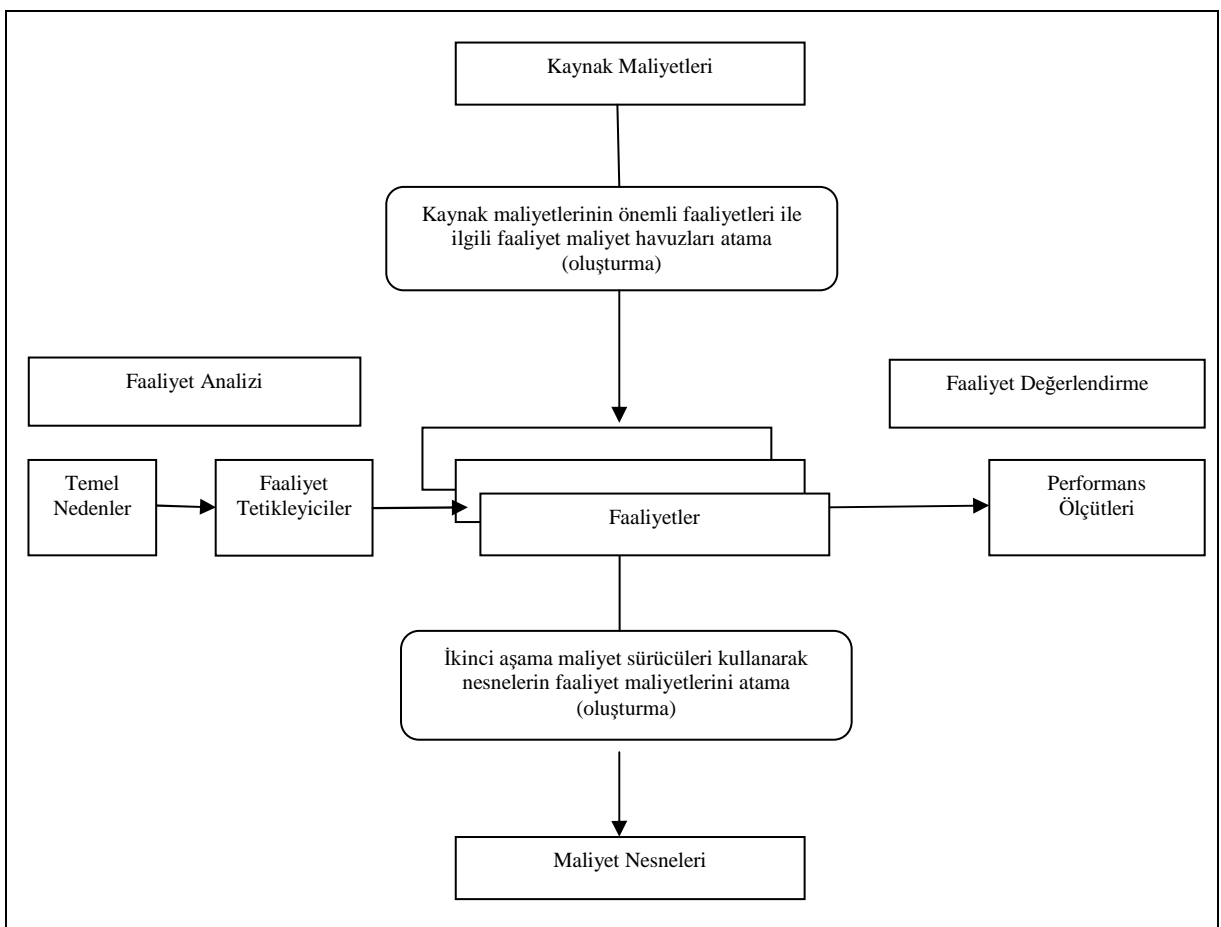 Kaynak Maliyetleri
Kaynak maliyetlerinin önemli faaliyetleri ile
ilgili faaliyet maliyet havuzları atama
(oluşturma)
Faaliyet Analizi
Faaliyet Değerlendirme
Temel
Nedenler
Faaliyet
Tetikleyiciler
Faaliyetler
Performans
Ölçütleri
İkinci aşama maliyet sürücüleri kullanarak
nesnelerin faaliyet maliyetlerini atama
(oluşturma)
Maliyet Nesneleri